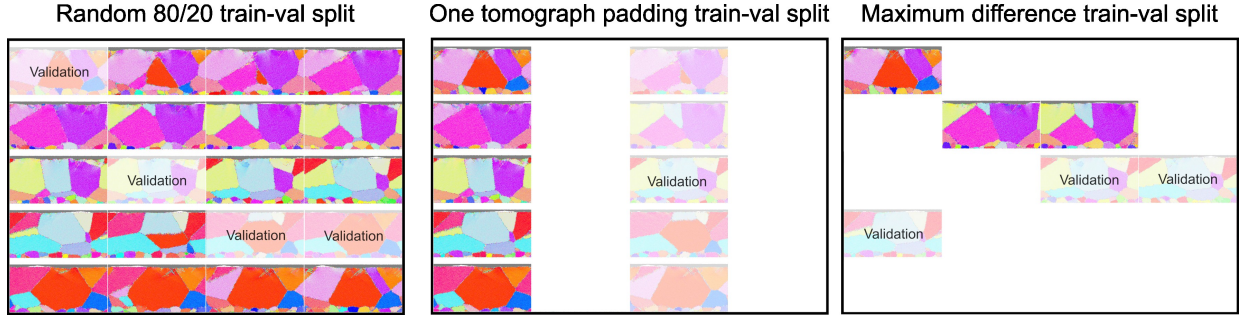 Random 80/20 train-val split
One tomograph padding train-val split
Maximum difference train-val split
Validation
Validation
Validation
Validation
Validation
Validation
Validation
Validation